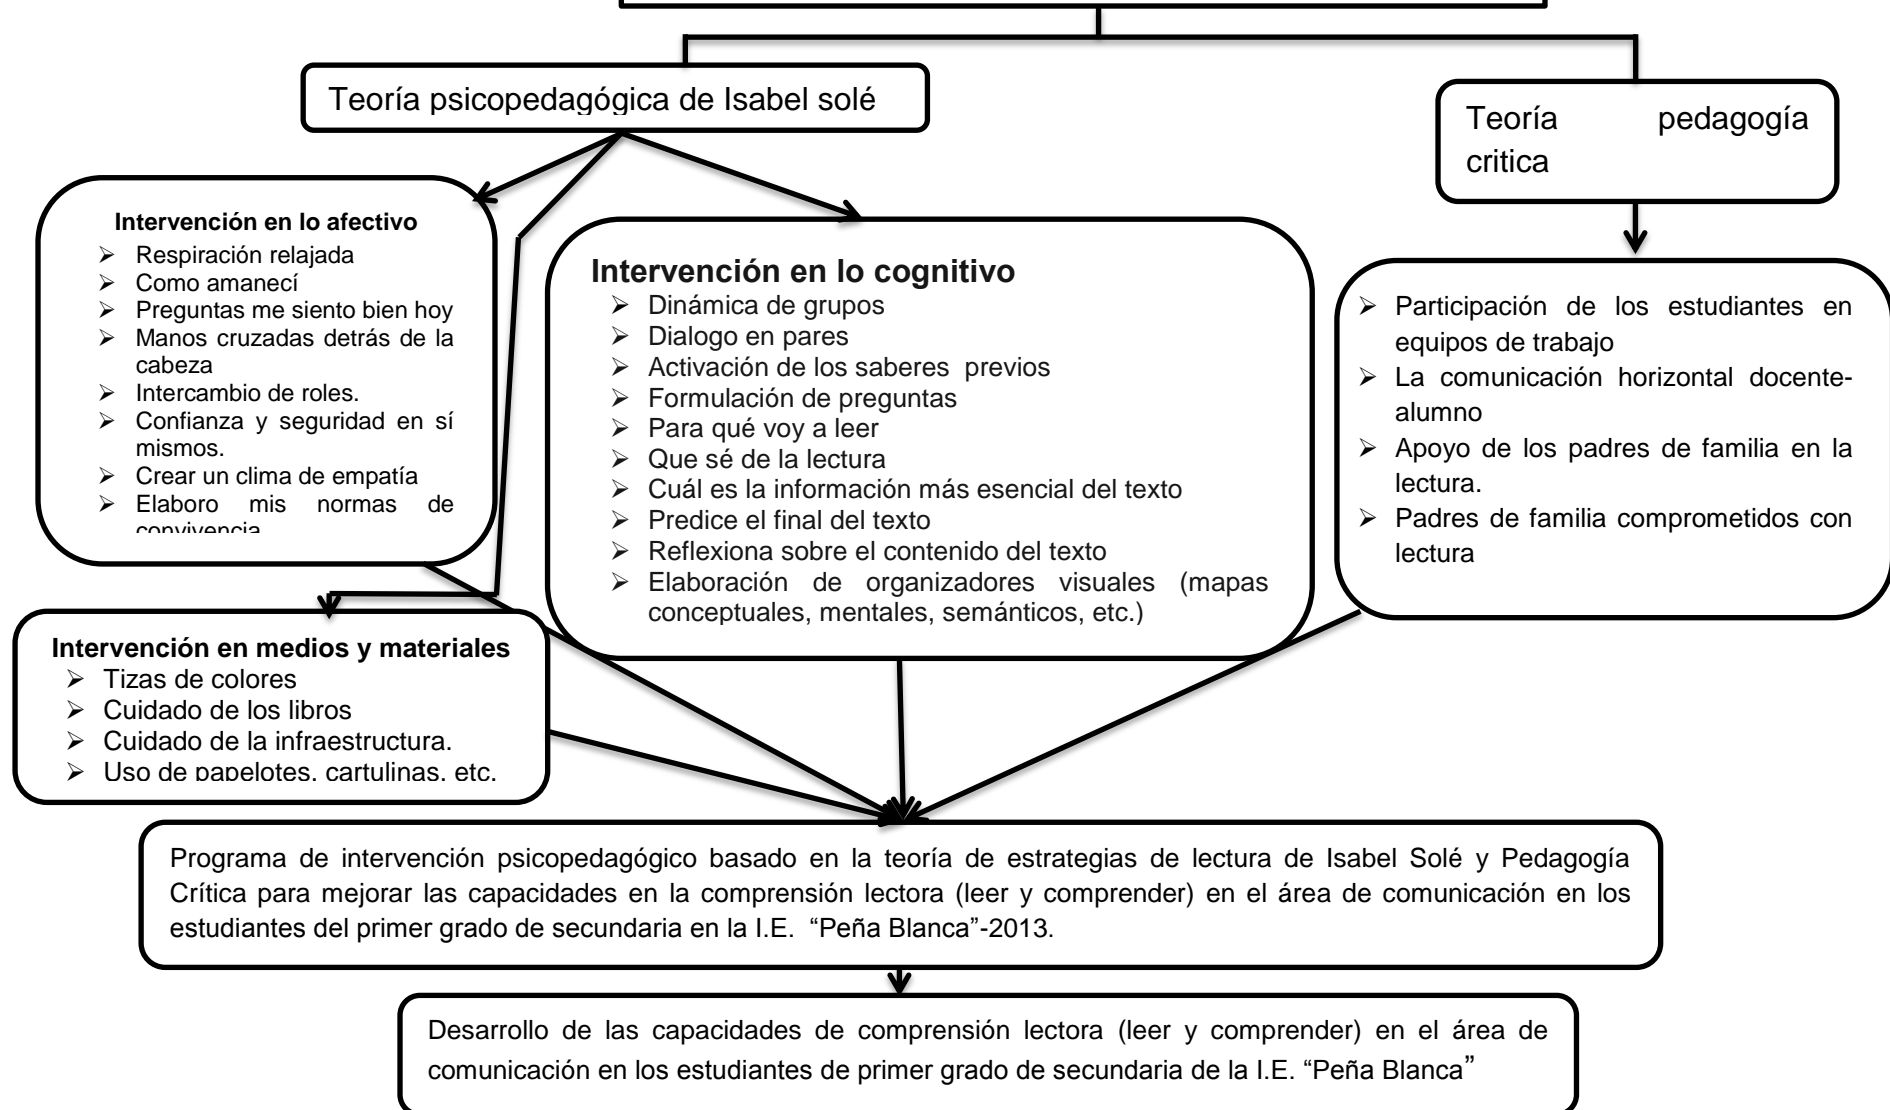 Teoría psicopedagógica de Isabel solé
Teoría pedagogía
critica
Intervención en lo afectivo
➢ Respiración relajada
➢ Como amanecí
➢ Preguntas me siento bien hoy
➢ Manos cruzadas detrás de la
cabeza
➢ Intercambio de roles.
➢ Confianza y seguridad en sí
mismos.
➢ Crear un clima de empatía
➢ Elaboro mis normas de
convivencia
Intervención en lo cognitivo
➢ Dinámica de grupos
➢ Dialogo en pares
➢ Activación de los saberes previos
➢ Formulación de preguntas
➢ Para qué voy a leer
➢ Que sé de la lectura
➢ Cuál es la información más esencial del texto
➢ Predice el final del texto
➢ Reflexiona sobre el contenido del texto
➢ Elaboración de organizadores visuales (mapas
conceptuales, mentales, semánticos, etc.)
➢ Participación de los estudiantes en
equipos de trabajo
➢ La comunicación horizontal docente-
alumno
➢ Apoyo de los padres de familia en la
lectura.
➢ Padres de familia comprometidos con
lectura
Intervención en medios y materiales
➢ Tizas de colores
➢ Cuidado de los libros
➢ Cuidado de la infraestructura.
➢ Uso de papelotes, cartulinas, etc.
Programa de intervención psicopedagógico basado en la teoría de estrategias de lectura de Isabel Solé y Pedagogía
Crítica para mejorar las capacidades en la comprensión lectora (leer y comprender) en el área de comunicación en los
estudiantes del primer grado de secundaria en la I.E. “Peña Blanca”-2013.
Desarrollo de las capacidades de comprensión lectora (leer y comprender) en el área de
comunicación en los estudiantes de primer grado de secundaria de la I.E. “Peña Blanca”